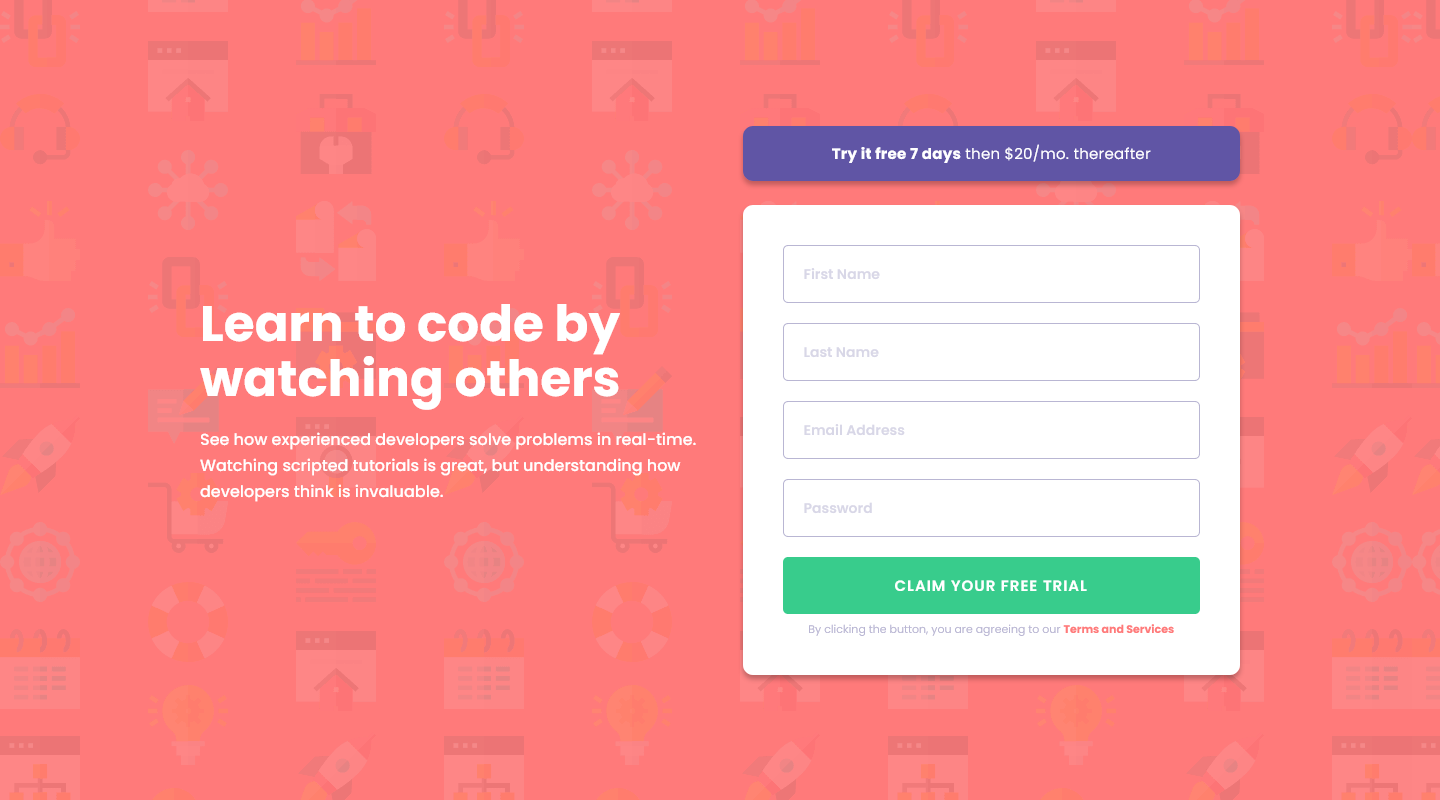 Learn to code by
watching others
See how experienced developers solve problems in real-time.
Watching scripted tutorials is great, but understanding how
developers think is invaluable.
Try it free 7 days then $20/mo. thereafter
First Name
Last Name
Email Address
Password
CLAIM YOUR FREE TRIAL
By clicking the button, you are agreeing to our Terms and Services